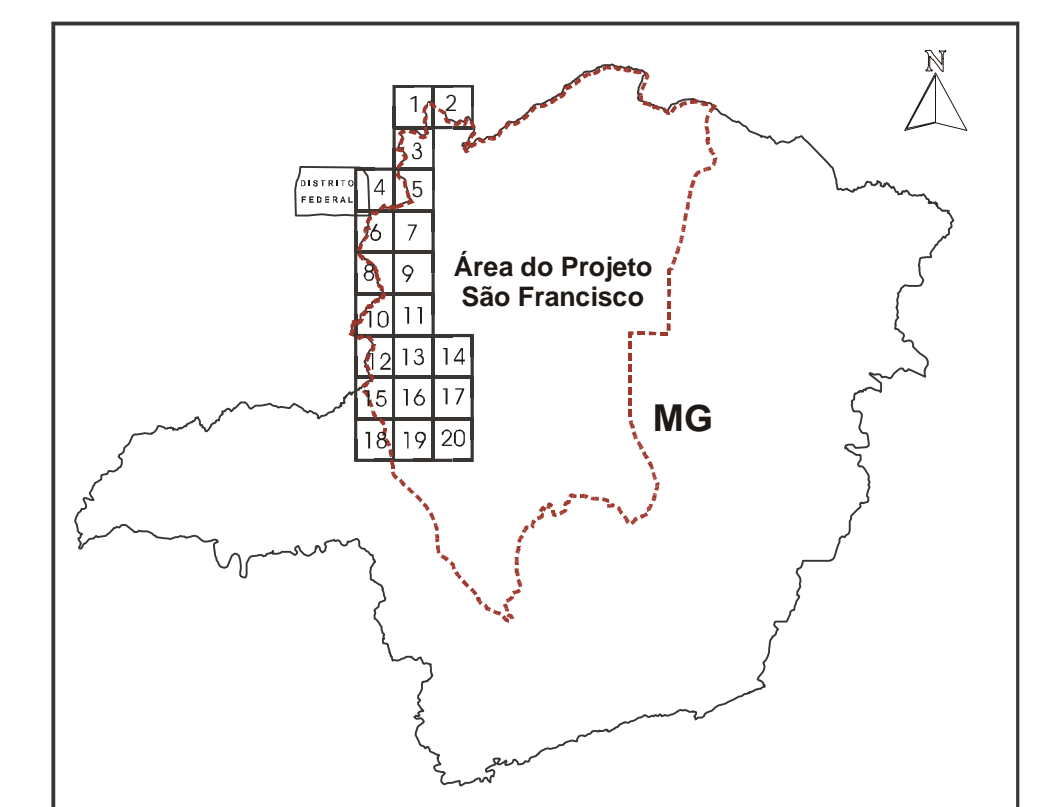 N
1 2
3
DISTRITO
FEDERAL
4 5
6 7
8 9
10 11
12 13 14
15 16 17
18 19 20
Área do Projeto
São Francisco
MG